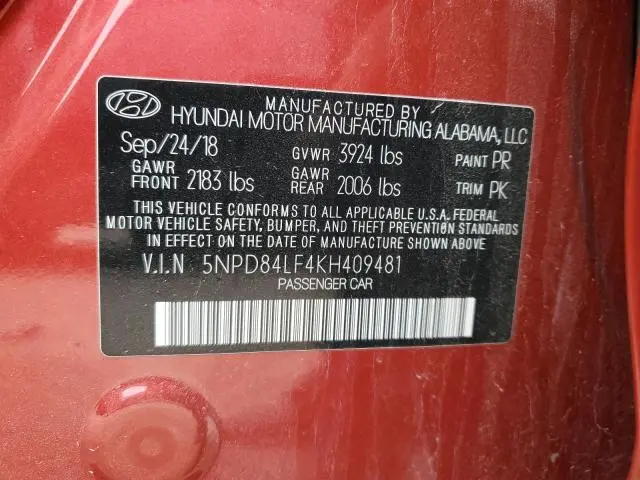 MANUFACTURED BY
HYUNDAI MOTOR MANUFACTURING ALABAMA, LLC
Sep/24/18 GVWR 3924 lbs PAINT PR
GAWR FRONT 2183 lbs GAWR REAR 2006 lbs TRIM PK
THIS VEHICLE CONFORMS TO ALL APPLICABLE U.S.A. FEDERAL
MOTOR VEHICLE SAFETY, BUMPER, AND THEFT PREVENTION STANDARDS
IN EFFECT ON THE DATE OF MANUFACTURE SHOWN ABOVE
V.I.N 5NPD84LF4KH409481
PASSENGER CAR